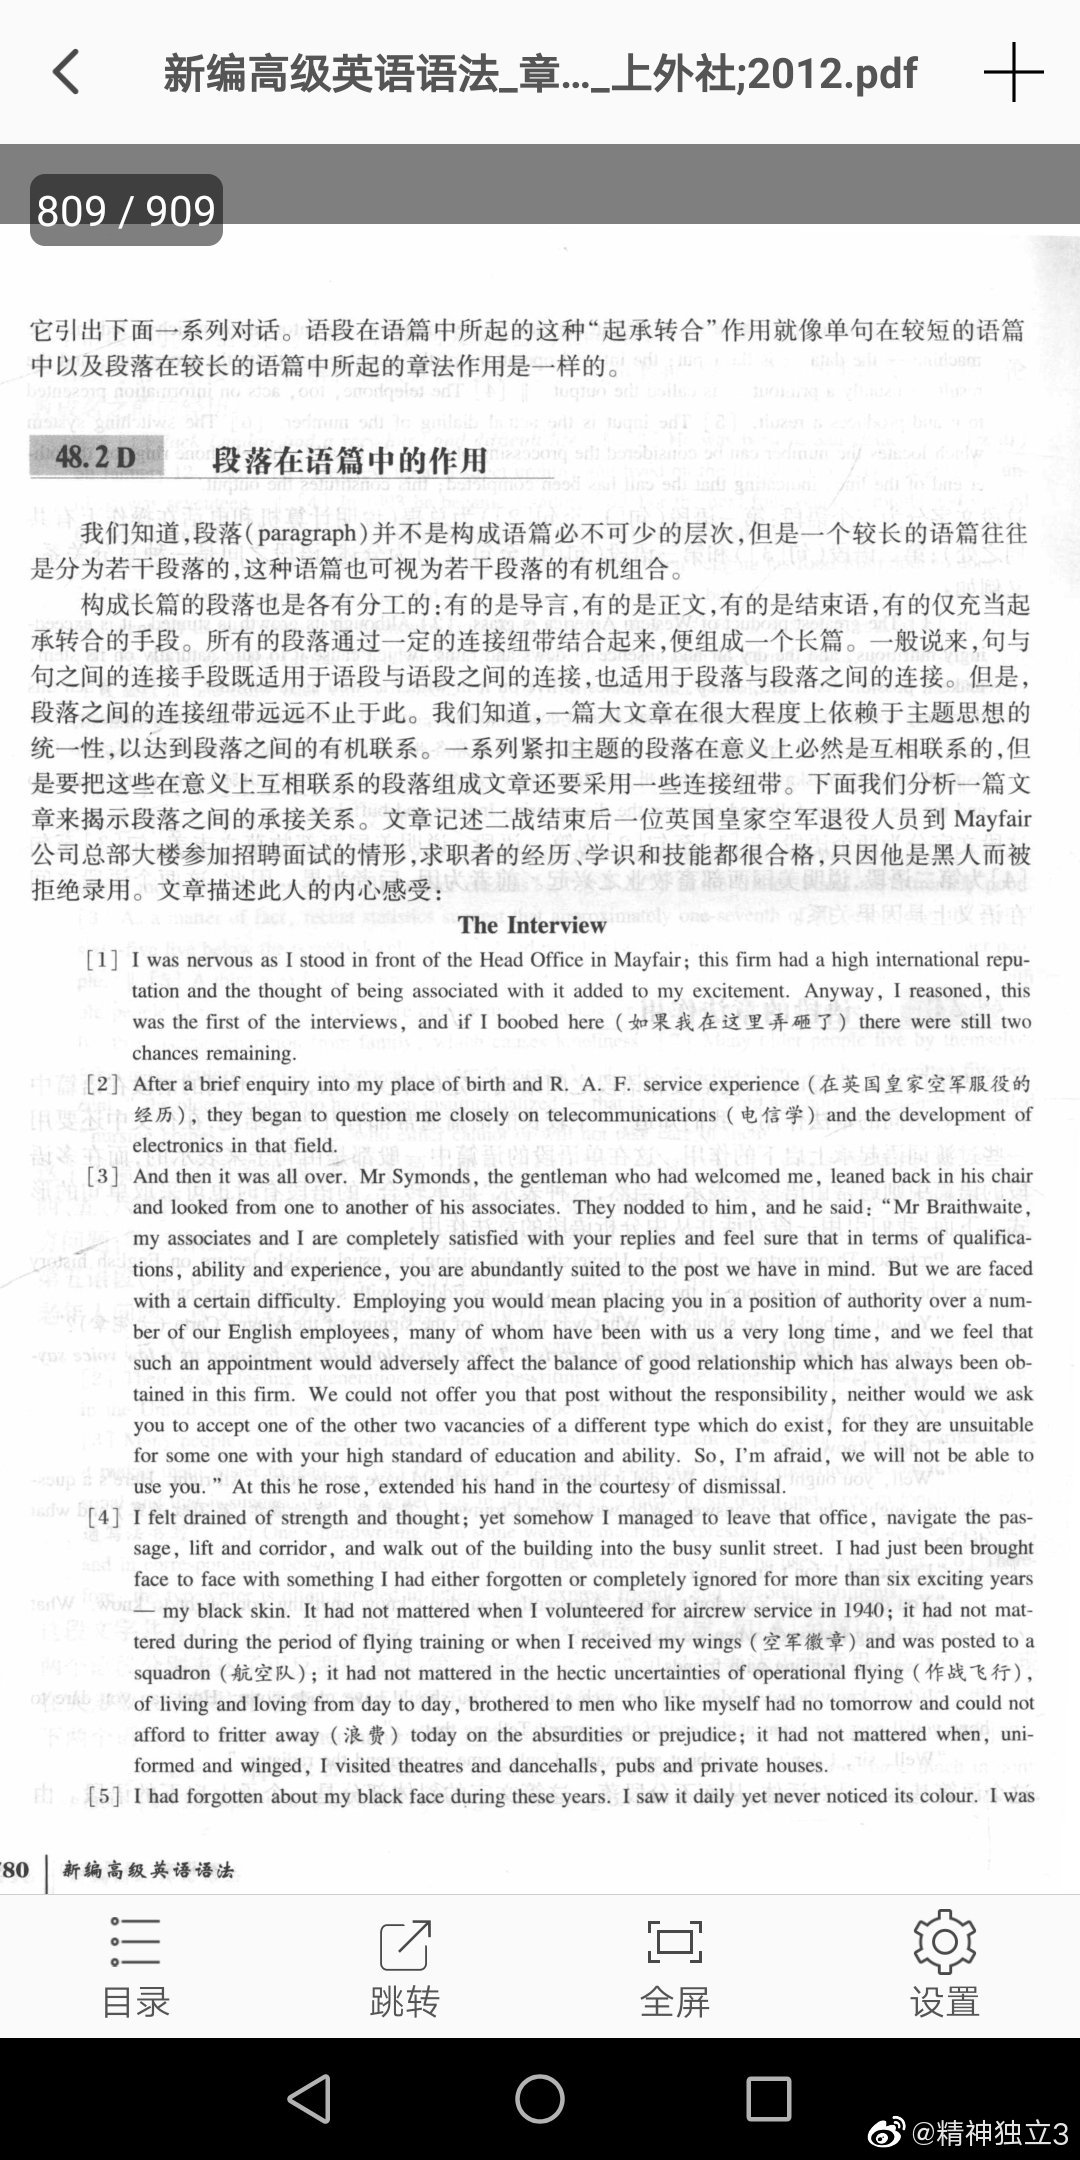 新编高级英语语法_章..._上外社;2012.pdf
809 / 909
它引出下面一系列对话。语段在语篇中所起的这种“起承转合”作用就像单句在较短的语篇
中以及段落在较长的语篇中所起的章法作用是一样的。
48.2D 段落在语篇中的作用
我们知道,段落(paragraph)并不是构成语篇必不可少的层次,但是一个较长的语篇往往
是分为若干段落的,这种语篇也可视为若干段落的有机组合。
构成长篇的段落也是各有分工的:有的是导言,有的是正文,有的是结束语,有的仅充当起
承转合的手段。所有的段落通过一定的连接纽带结合起来,便组成一个长篇。一般说来,句与
句之间的连接手段既适用于语段与语段之间的连接,也适用于段落与段落之间的连接。但是,
段落之间的连接纽带远远不止于此。我们知道,一篇大文章在很大程度上依赖于主题思想的
统一性,以达到段落之间的有机联系。一系列紧扣主题的段落在意义上必然是互相联系的,但
是要把这些在意义上互相联系的段落组成文章还要采用一些连接纽带。下面我们分析一篇文
章来揭示段落之间的承接关系。文章记述二战结束后一位英国皇家空军退役人员到 Mayfair
公司总部大楼参加招聘面试的情形,求职者的经历、学识和技能都很合格,只因他是黑人而被
拒绝录用。文章描述此人的内心感受:
The Interview
[1] I was nervous as I stood in front of the Head Office in Mayfair; this firm had a high international repu-
tation and the thought of being associated with it added to my excitement. Anyway, I reasoned, this
was the first of the interviews, and if I boobed here (如果我在这里弄砸了) there were still two
chances remaining.
[2] After a brief enquiry into my place of birth and R. A. F. service experience (在英国皇家空军服役的
经历), they began to question me closely on telecommunications (电信学) and the development of
electronics in that field.
[3] And then it was all over. Mr Symonds, the gentleman who had welcomed me, leaned back in his chair
and looked from one to another of his associates. They nodded to him, and he said: “Mr Braithwaite,
my associates and I are completely satisfied with your replies and feel sure that in terms of qualifica-
tions, ability and experience, you are abundantly suited to the post we have in mind. But we are faced
with a certain difficulty. Employing you would mean placing you in a position of authority over a num-
ber of our English employees, many of whom have been with us a very long time, and we feel that
such an appointment would adversely affect the balance of good relationship which has always been ob-
tained in this firm. We could not offer you that post without the responsibility, neither would we ask
you to accept one of the other two vacancies of a different type which do exist, for they are unsuitable
for some one with your high standard of education and ability. So, I'm afraid, we will not be able to
use you.” At this he rose, extended his hand in the courtesy of dismissal.
[4] I felt drained of strength and thought; yet somehow I managed to leave that office, navigate the pas-
sage, lift and corridor, and walk out of the building into the busy sunlit street. I had just been brought
face to face with something I had either forgotten or completely ignored for more than six exciting years
— my black skin. It had not mattered when I volunteered for aircrew service in 1940; it had not mat-
tered during the period of flying training or when I received my wings (空军徽章) and was posted to a
squadron (航空队); it had not mattered in the hectic uncertainties of operational flying (作战飞行),
of living and loving from day to day, brothered to men who like myself had no tomorrow and could not
afford to fritter away (浪费) today on the absurdities or prejudice; it had not mattered when, uni-
formed and winged, I visited theatres and dancehalls, pubs and private houses.
[5] I had forgotten about my black face during these years. I saw it daily yet never noticed its colour. I was
780 新编高级英语语法
目录 跳转 全屏 设置
@精神独立3